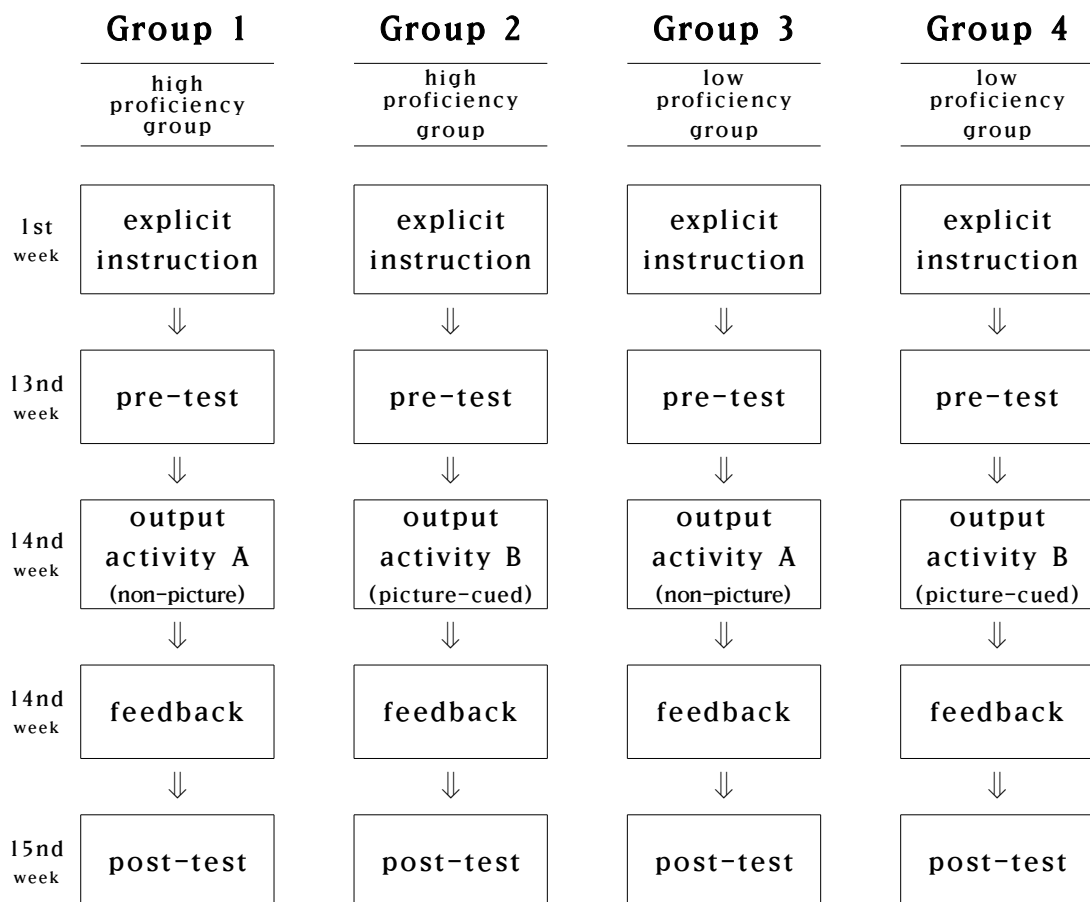 Group 1 Group 2 Group 3 Group 4
high high low low
proficiency proficiency proficiency proficiency
group group group group
1st explicit explicit explicit explicit
week instruction instruction instruction instruction
⇓ ⇓ ⇓ ⇓
13nd pre-test pre-test pre-test pre-test
week
⇓ ⇓ ⇓ ⇓
output output output output
14nd activity A activity B activity A activity B
week (non-picture) (picture-cued) (non-picture) (picture-cued)
⇓ ⇓ ⇓ ⇓
14nd feedback feedback feedback feedback
week
⇓ ⇓ ⇓ ⇓
15nd post-test post-test post-test post-test
week